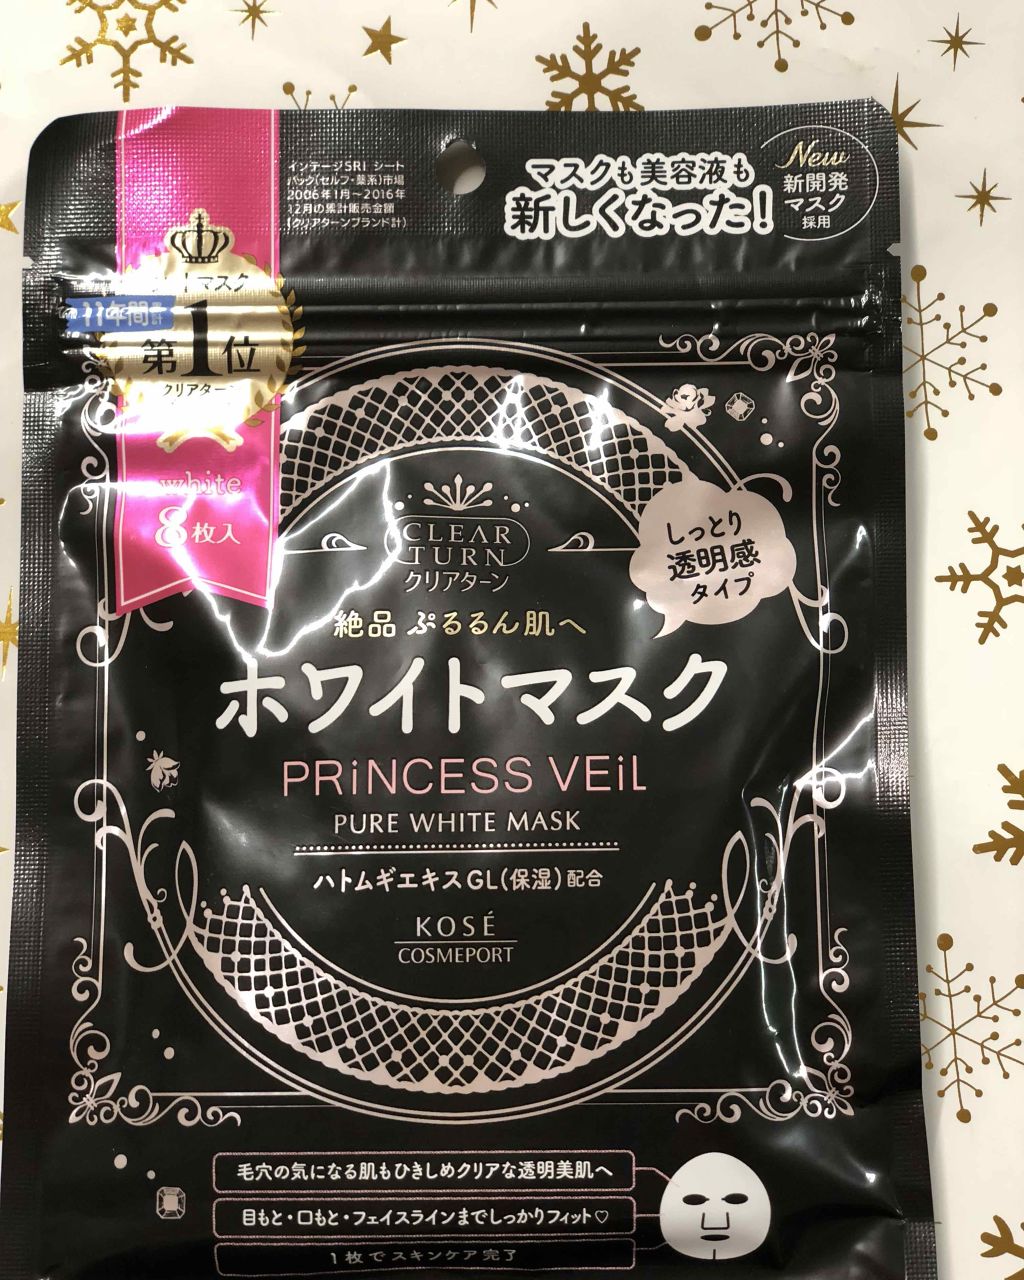 インテージSRI シート
パック(セルフ・薬系)市場
2006年1月～2016年
12月の累計販売金額
(クリアターンブランド計)
マスクも美容液も
新しくなった!
New
新開発
マスク
採用
マスク
11年間
第1位
クリアターン
white
8枚入
CLEAR
TURN
クリアターン
しっとり
透明感
タイプ
絶品 ぷるるん肌へ
ホワイトマスク
PRiNCESS VEiL
PURE WHITE MASK
ハトムギエキスGL(保湿)配合
KOSÉ
COSMEPORT
毛穴の気になる肌もひきしめクリアな透明美肌へ
目もと・口もと・フェイスラインまでしっかりフィット♡
1枚でスキンケア完了